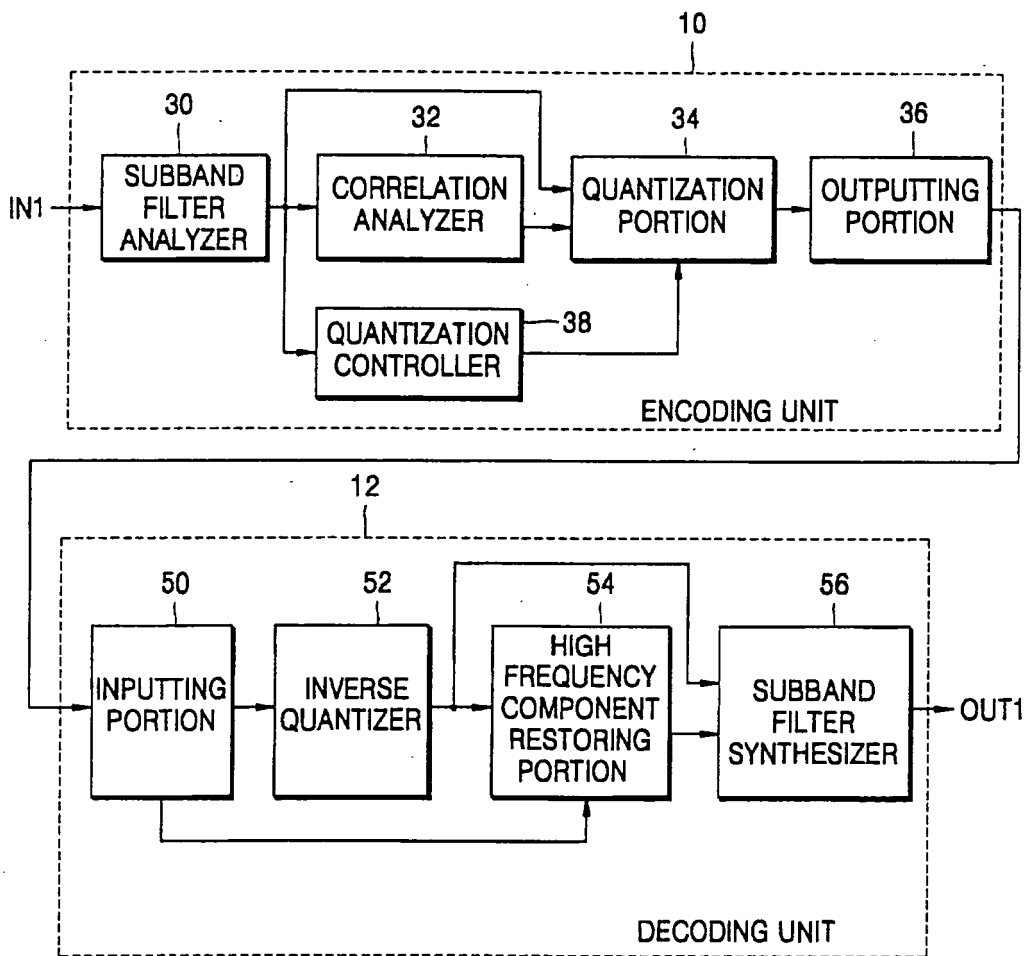 10
30
32
34
36
IN1
SUBBAND
FILTER
ANALYZER
CORRELATION
ANALYZER
QUANTIZATION
PORTION
OUTPUTTING
PORTION
QUANTIZATION
CONTROLLER
38
ENCODING UNIT
12
50
52
54
56
INPUTTING
PORTION
INVERSE
QUANTIZER
HIGH
FREQUENCY
COMPONENT
RESTORING
PORTION
SUBBAND
FILTER
SYNTHESIZER
OUT1
DECODING UNIT